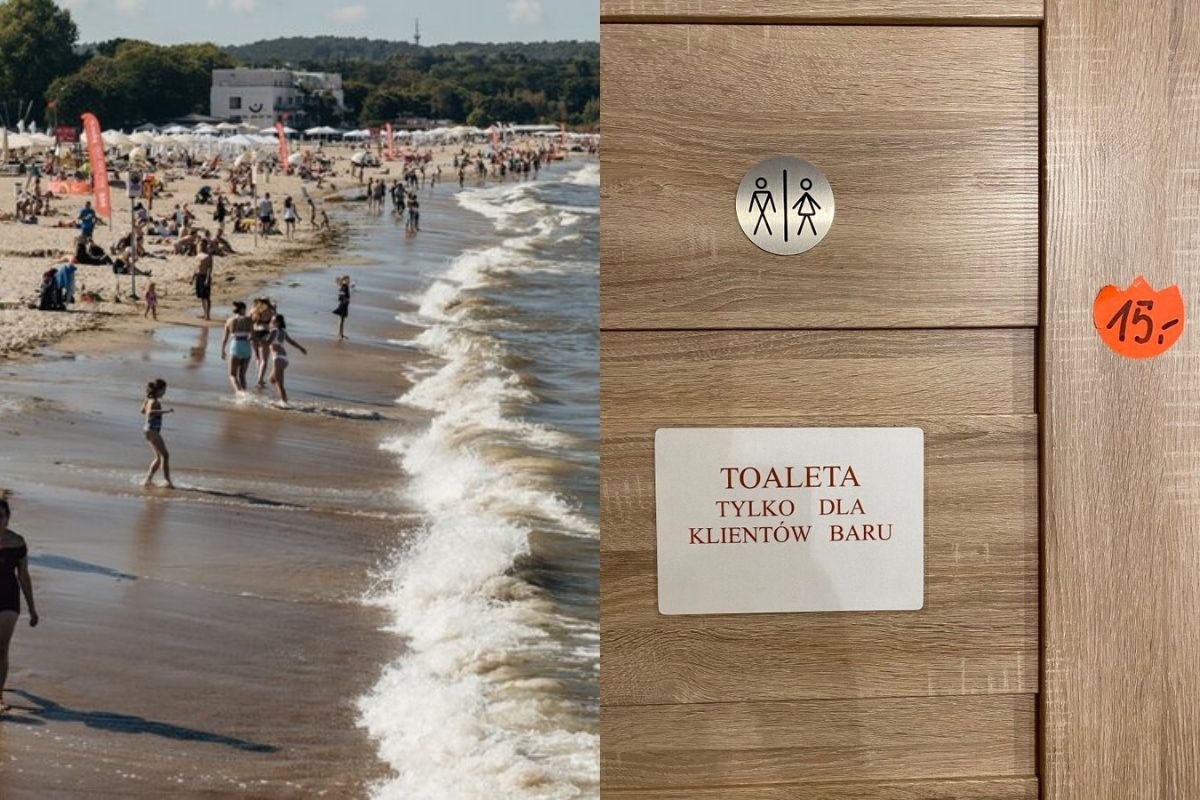 15,-
TOALETA
TYLKO DLA
KLIENTÓW BARU